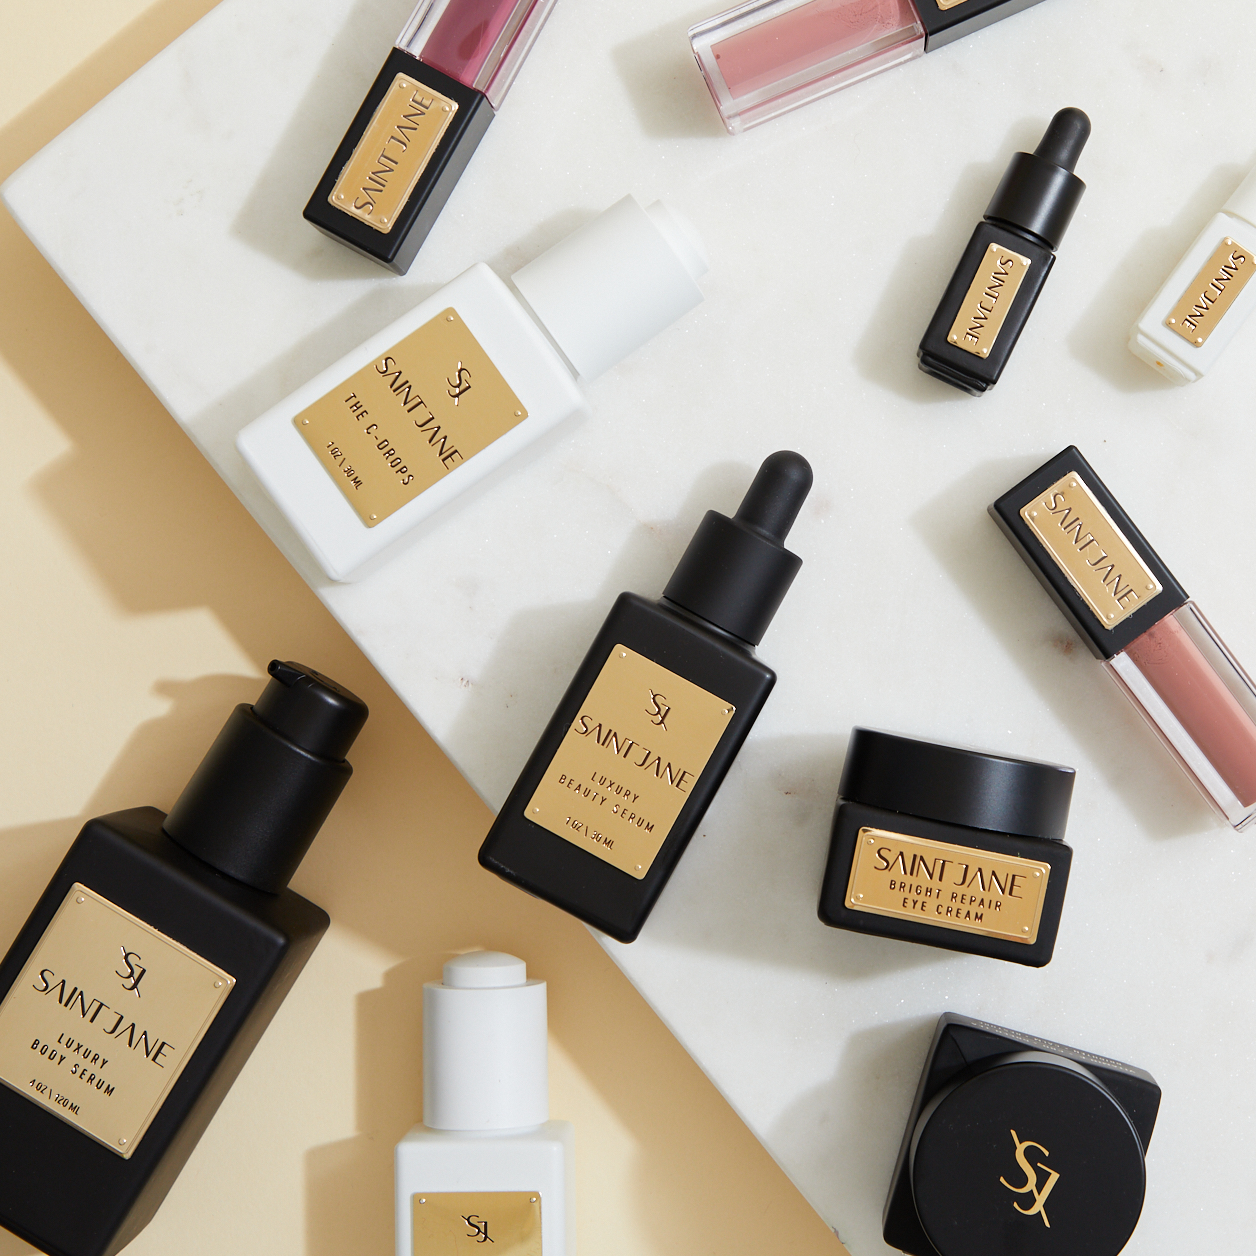 SAINT JANE
SJ
SAINT JANE
THE C-DROPS
1 OZ \ 30 ML
SAINT JANE
SAINT JANE
SAINT JANE
SJ
SAINT JANE
LUXURY
BEAUTY SERUM
1 OZ \ 30 ML
SAINT JANE
BRIGHT REPAIR
EYE CREAM
SJ
SAINT JANE
LUXURY
BODY SERUM
4 OZ \ 120 ML
SJ
SJ